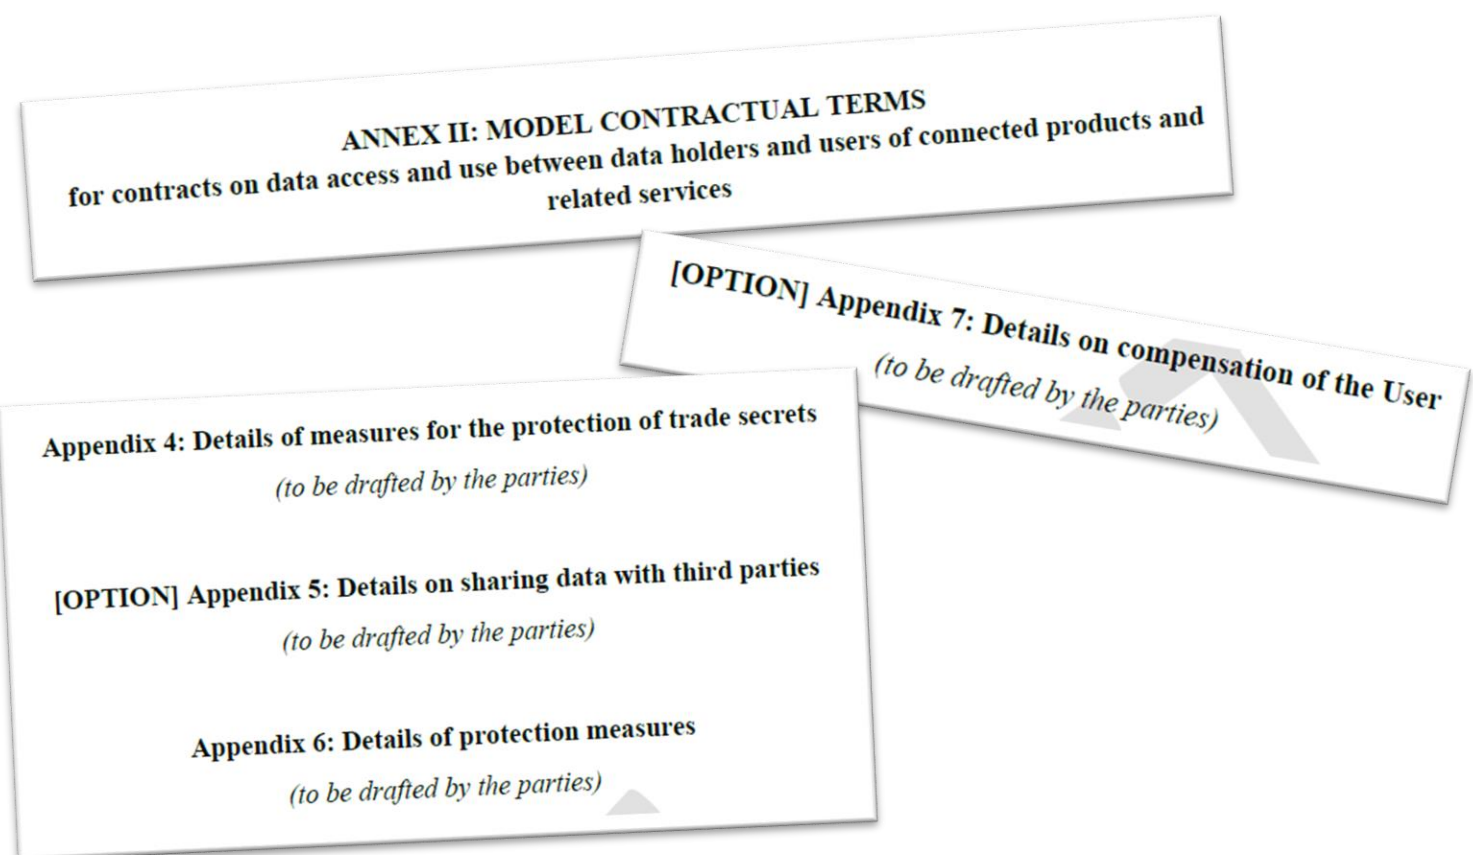 ANNEX II: MODEL CONTRACTUAL TERMS
for contracts on data access and use between data holders and users of connected products and
related services
[OPTION] Appendix 7: Details on compensation of the User
(to be drafted by the parties)
Appendix 4: Details of measures for the protection of trade secrets
(to be drafted by the parties)
[OPTION] Appendix 5: Details on sharing data with third parties
(to be drafted by the parties)
Appendix 6: Details of protection measures
(to be drafted by the parties)